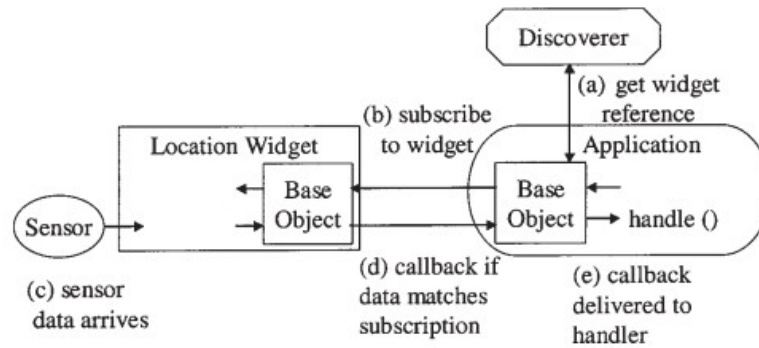 Discoverer
(a) get widget
reference
(b) subscribe
to widget
Location Widget
Application
Base
Object
Base
Object
Sensor
handle ()
(c) sensor
data arrives
(d) callback if
data matches
subscription
(e) callback
delivered to
handler